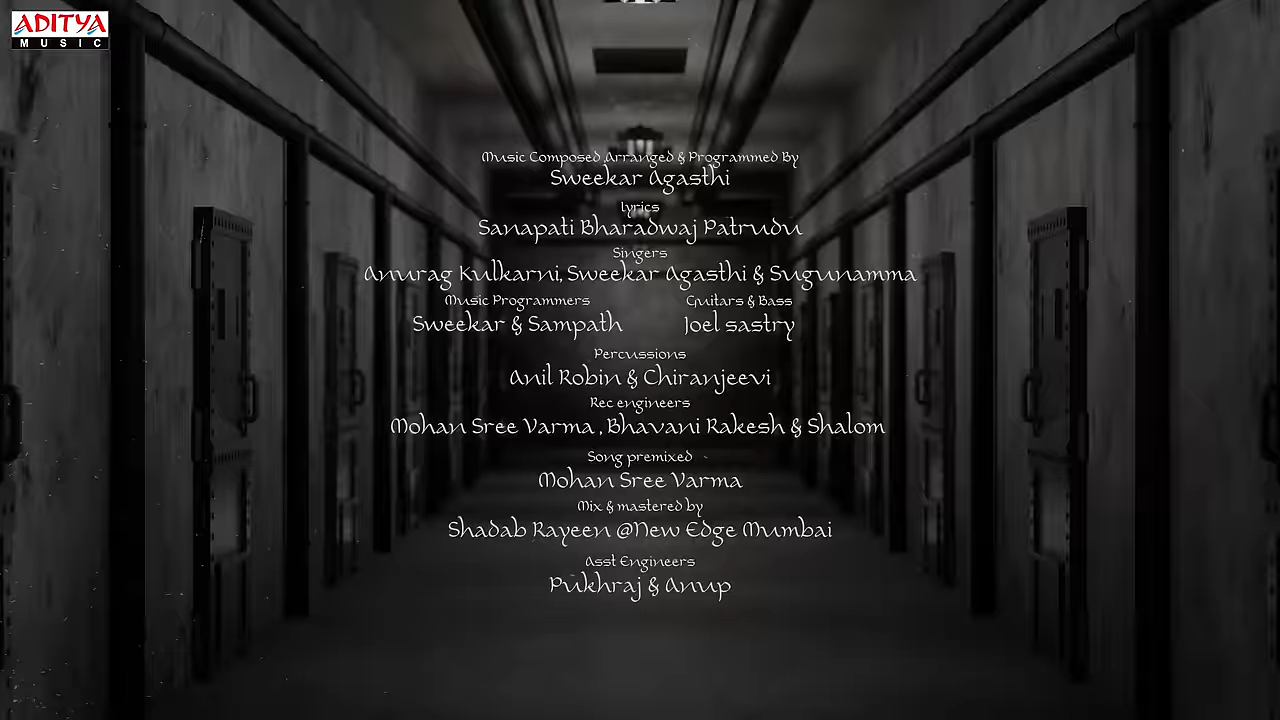 ADITYA
MUSIC
Music Composed Arranged & Programmed By
Sweekar Agasthi
Lyrics
Sanapati Bharadwaj Patrudu
Singers
Anurag Kulkarni, Sweekar Agasthi & Sugunamma
Music Programmers
Guitars & Bass
Sweekar & Sampath
Joel sastry
Percussions
Anil Robin & Chiranjeevi
Rec engineers
Mohan Sree Varma , Bhavani Rakesh & Shalom
Song premixed
Mohan Sree Varma
Mix & mastered by
Shadab Rayeen @New Edge Mumbai
Asst Engineers
Pukhraj & Anup